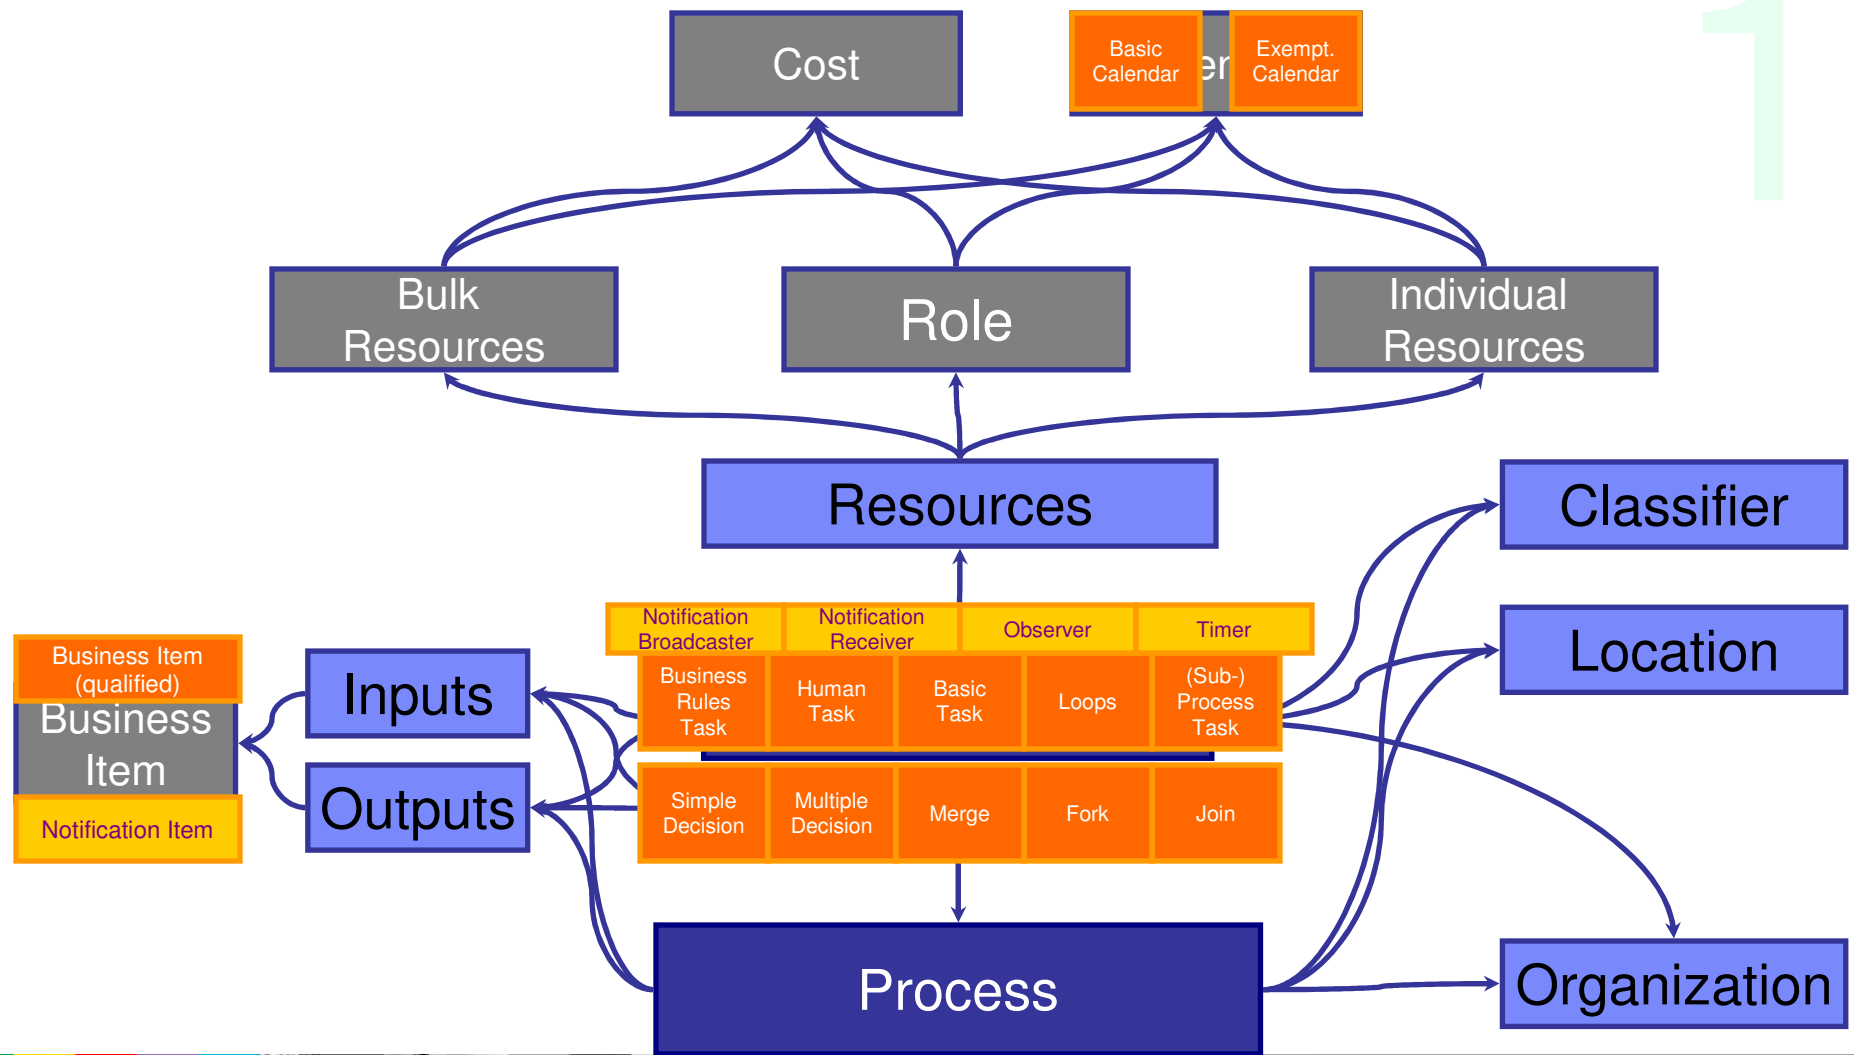 1
Cost
Basic
Calendar
Exempt.
Calendar
Bulk
Resources
Role
Individual
Resources
Resources
Classifier
Notification
Broadcaster
Notification
Receiver
Observer
Timer
Location
Business Item
(qualified)
Business
Item
Notification Item
Inputs
Outputs
Business
Rules
Task
Human
Task
Basic
Task
Loops
(Sub-)
Process
Task
Simple
Decision
Multiple
Decision
Merge
Fork
Join
Process
Organization